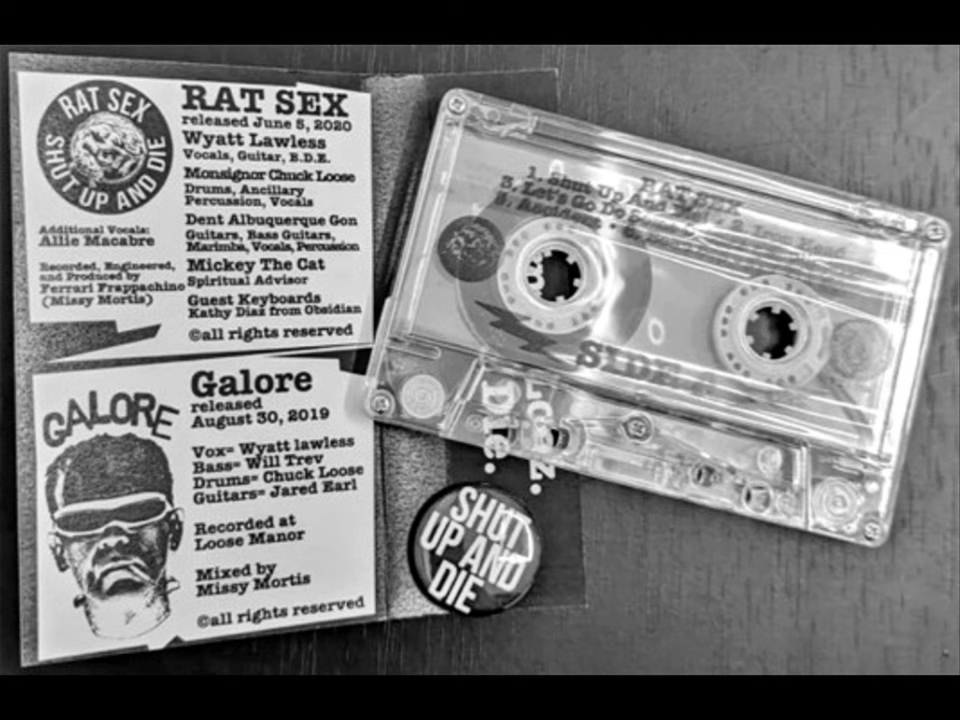 RAT SEX
SHUT UP AND DIE
RAT SEX
released June 5, 2020
Wyatt Lawless
Vocals, Guitar, B.D.E.
Monsignor Chuck Loose
Drums, Ancillary
Percussion, Vocals
Dent Albuquerque Gon
Guitars, Bass Guitars,
Marimba, Vocals, Percussion
Mickey The Cat
Spiritual Advisor
Guest Keyboards
Kathy Diaz from Obsidian
©all rights reserved
Additional Vocals:
Allie Macabre
Recorded, Engineered,
and Produced by
Ferrari Frappachino
(Missy Mortis)
GALORE
Galore
released
August 30, 2019
Vox= Wyatt lawless
Bass= Will Trev
Drums= Chuck Loose
Guitars= Jared Earl
Recorded at
Loose Manor
Mixed by
Missy Mortis
©all rights reserved
RAT SEX
1. Shut Up And Die
3. Let's Go Do
SIDE
Die.
SHUT
UP AND
DIE